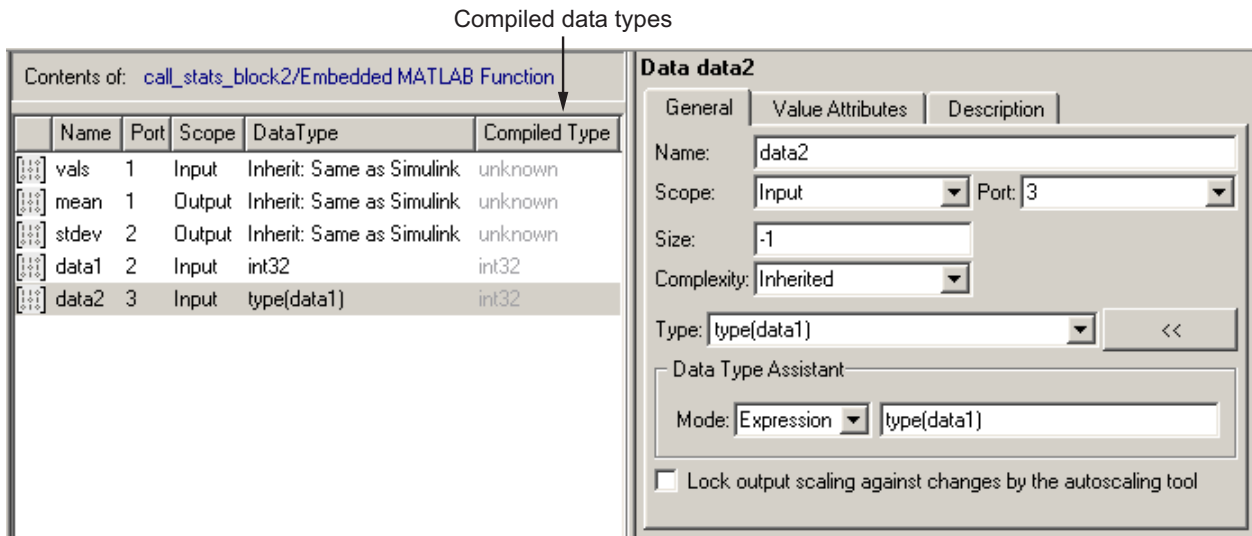 Compiled data types
Contents of: call_stats_block2/Embedded MATLAB Function
Name Port Scope DataType Compiled Type
vals 1 Input Inherit: Same as Simulink unknown
mean 1 Output Inherit: Same as Simulink unknown
stdev 2 Output Inherit: Same as Simulink unknown
data1 2 Input int32 int32
data2 3 Input type(data1) int32
Data data2
General Value Attributes Description
Name: data2
Scope: Input Port: 3
Size: -1
Complexity: Inherited
Type: type(data1) <<
Data Type Assistant
Mode: Expression type(data1)
Lock output scaling against changes by the autoscaling tool